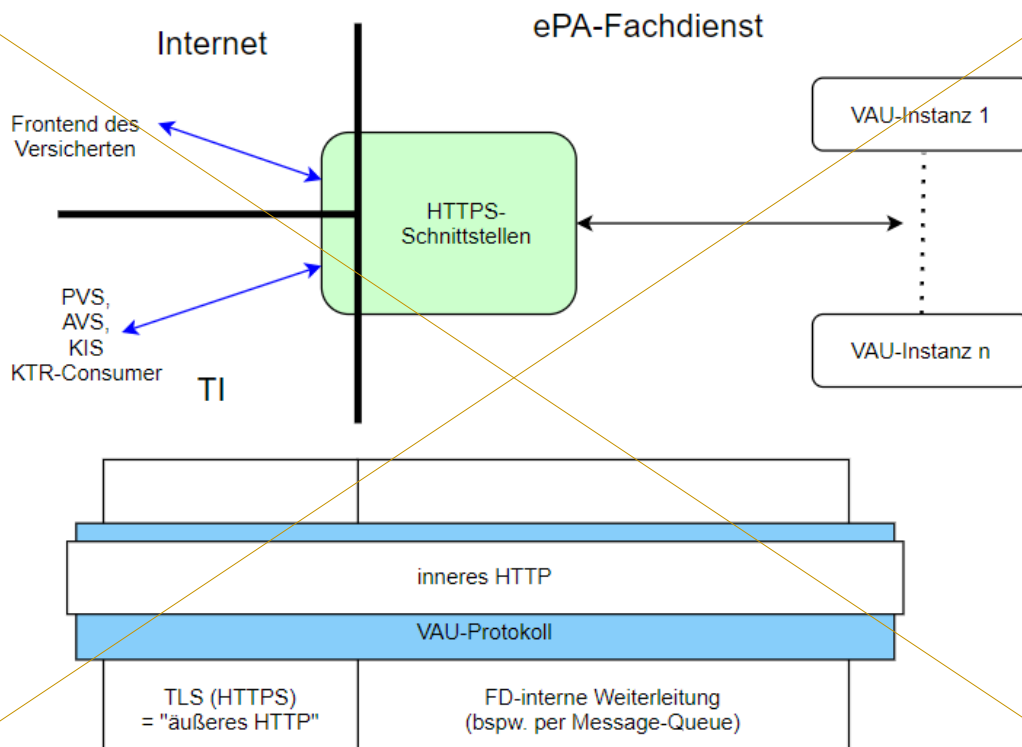 Internet
ePA-Fachdienst
Frontend des
Versicherten
VAU-Instanz 1
HTTPS-
Schnittstellen
PVS,
AVS,
KIS
KTR-Consumer
TI
VAU-Instanz n
inneres HTTP
VAU-Protokoll
TLS (HTTPS)
= "äußeres HTTP"
FD-interne Weiterleitung
(bspw. per Message-Queue)